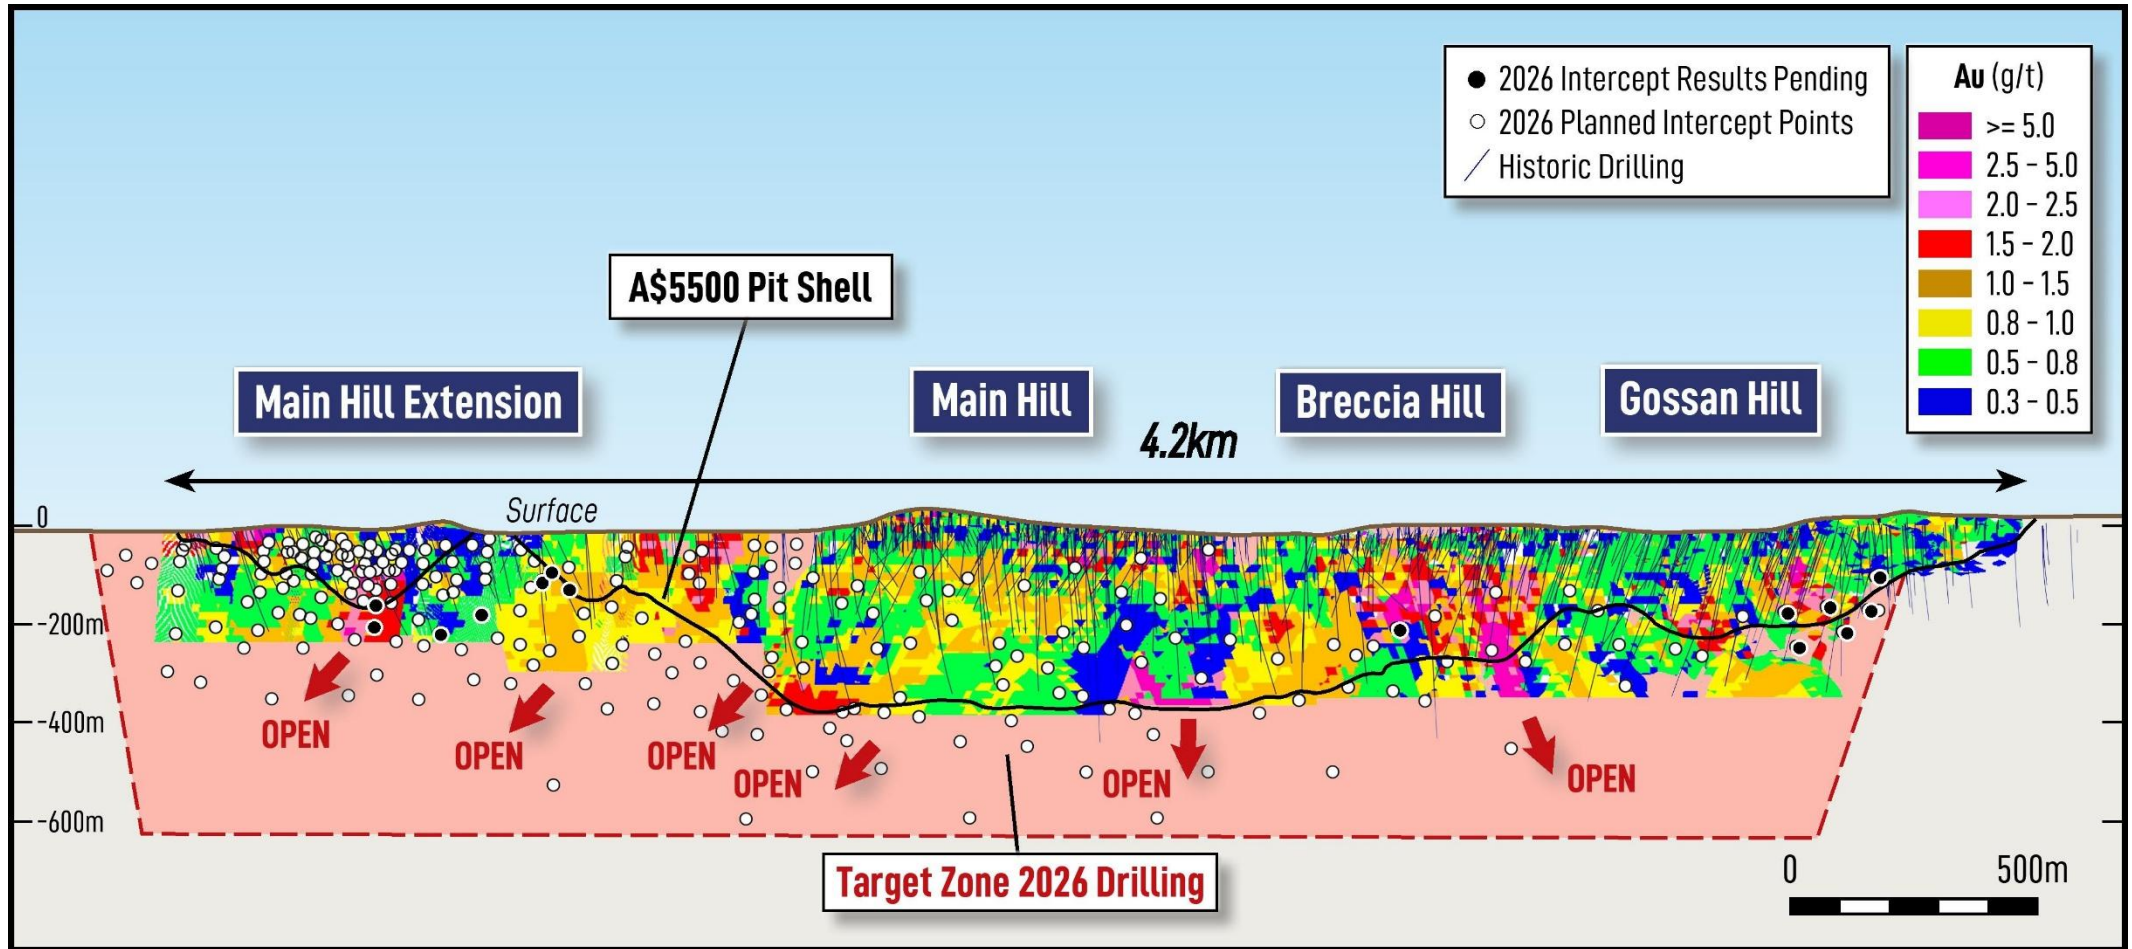 2026 Intercept Results Pending
2026 Planned Intercept Points
Historic Drilling
Au (g/t)
>= 5.0
2.5 – 5.0
2.0 – 2.5
1.5 – 2.0
1.0 – 1.5
0.8 – 1.0
0.5 – 0.8
0.3 – 0.5
A$5500 Pit Shell
Main Hill Extension
Main Hill
Breccia Hill
Gossan Hill
4.2km
Surface
0
-200m
-400m
-600m
OPEN
OPEN
OPEN
OPEN
OPEN
OPEN
Target Zone 2026 Drilling
0 500m